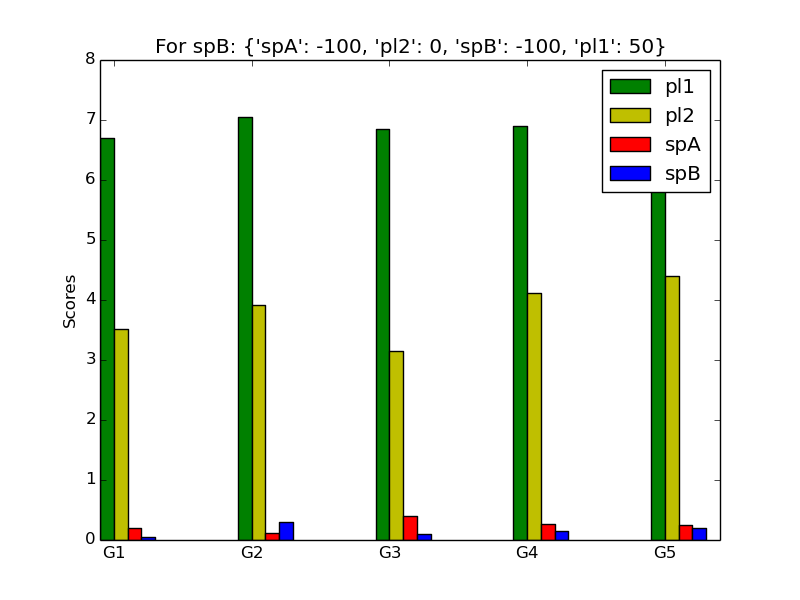 For spB: {'spA': -100, 'pl2': 0, 'spB': -100, 'pl1': 50}
8
7
6
5
4
3
2
1
0
Scores
G1 G2 G3 G4 G5
pl1
pl2
spA
spB